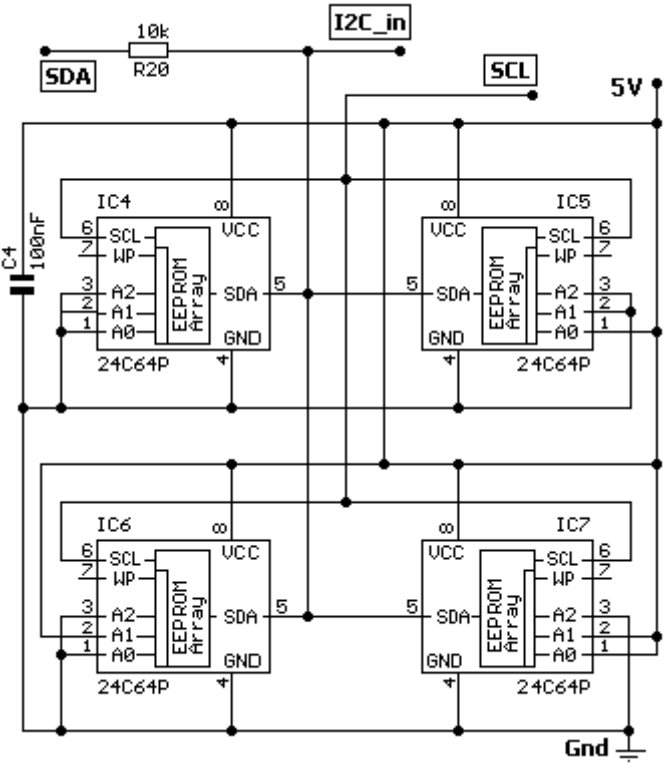 I2C_in
10k
SDA
R20
SCL
5V
C4
100nF
IC4
8
6 SCL
7 WP
3 A2
2 A1
1 A0
EEPROM
Array
VCC
SDA 5
GND
4
24C64P
IC5
8
VCC
5 SDA
GND
4
EEPROM
Array
SCL 6
WP 7
A2 3
A1 2
A0 1
24C64P
IC6
8
6 SCL
7 WP
3 A2
2 A1
1 A0
EEPROM
Array
VCC
SDA 5
GND
4
24C64P
IC7
8
VCC
5 SDA
GND
4
EEPROM
Array
SCL 6
WP 7
A2 3
A1 2
A0 1
24C64P
Gnd